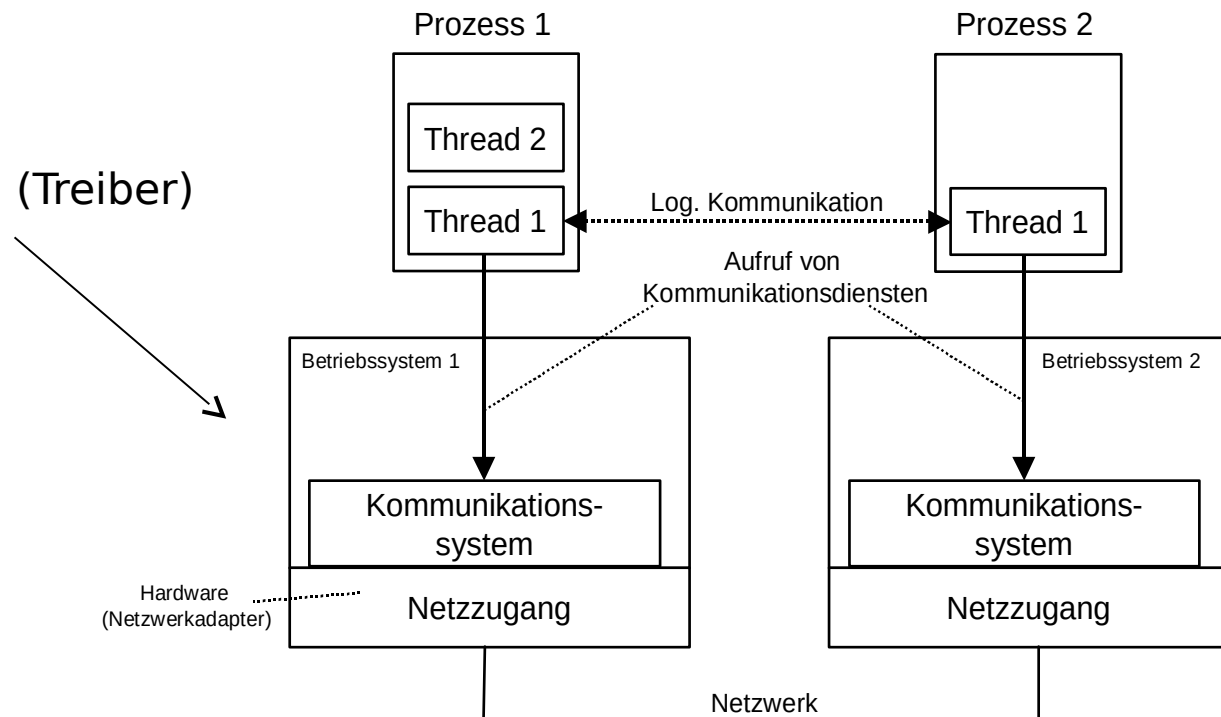 Prozess 1
Prozess 2
Thread 2
(Treiber)
Thread 1
Log. Kommunikation
Thread 1
Aufruf von
Kommunikationsdiensten
Betriebssystem 1
Betriebssystem 2
Kommunikations-
system
Kommunikations-
system
Hardware
(Netzwerkadapter)
Netzzugang
Netzzugang
Netzwerk